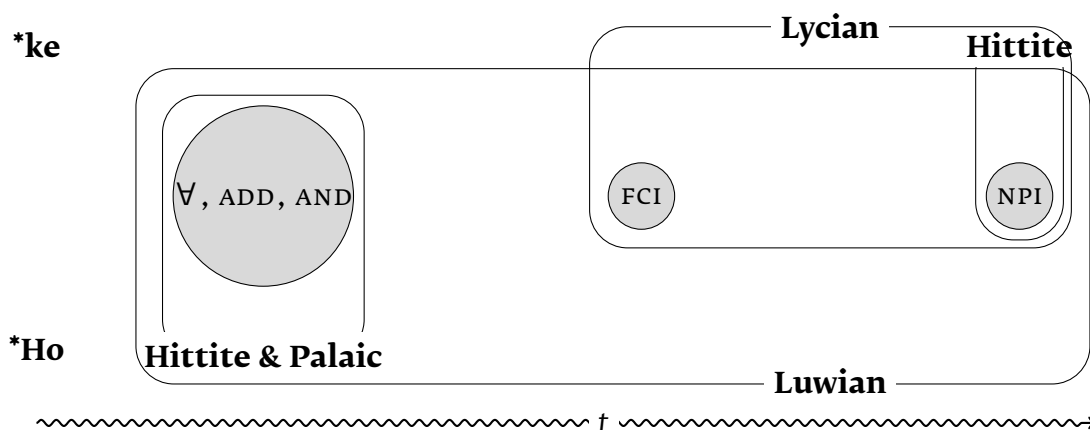 Lycian
*ke
Hittite
∀, ADD, AND
FCI
NPI
*Ho
Hittite & Palaic
Luwian
t